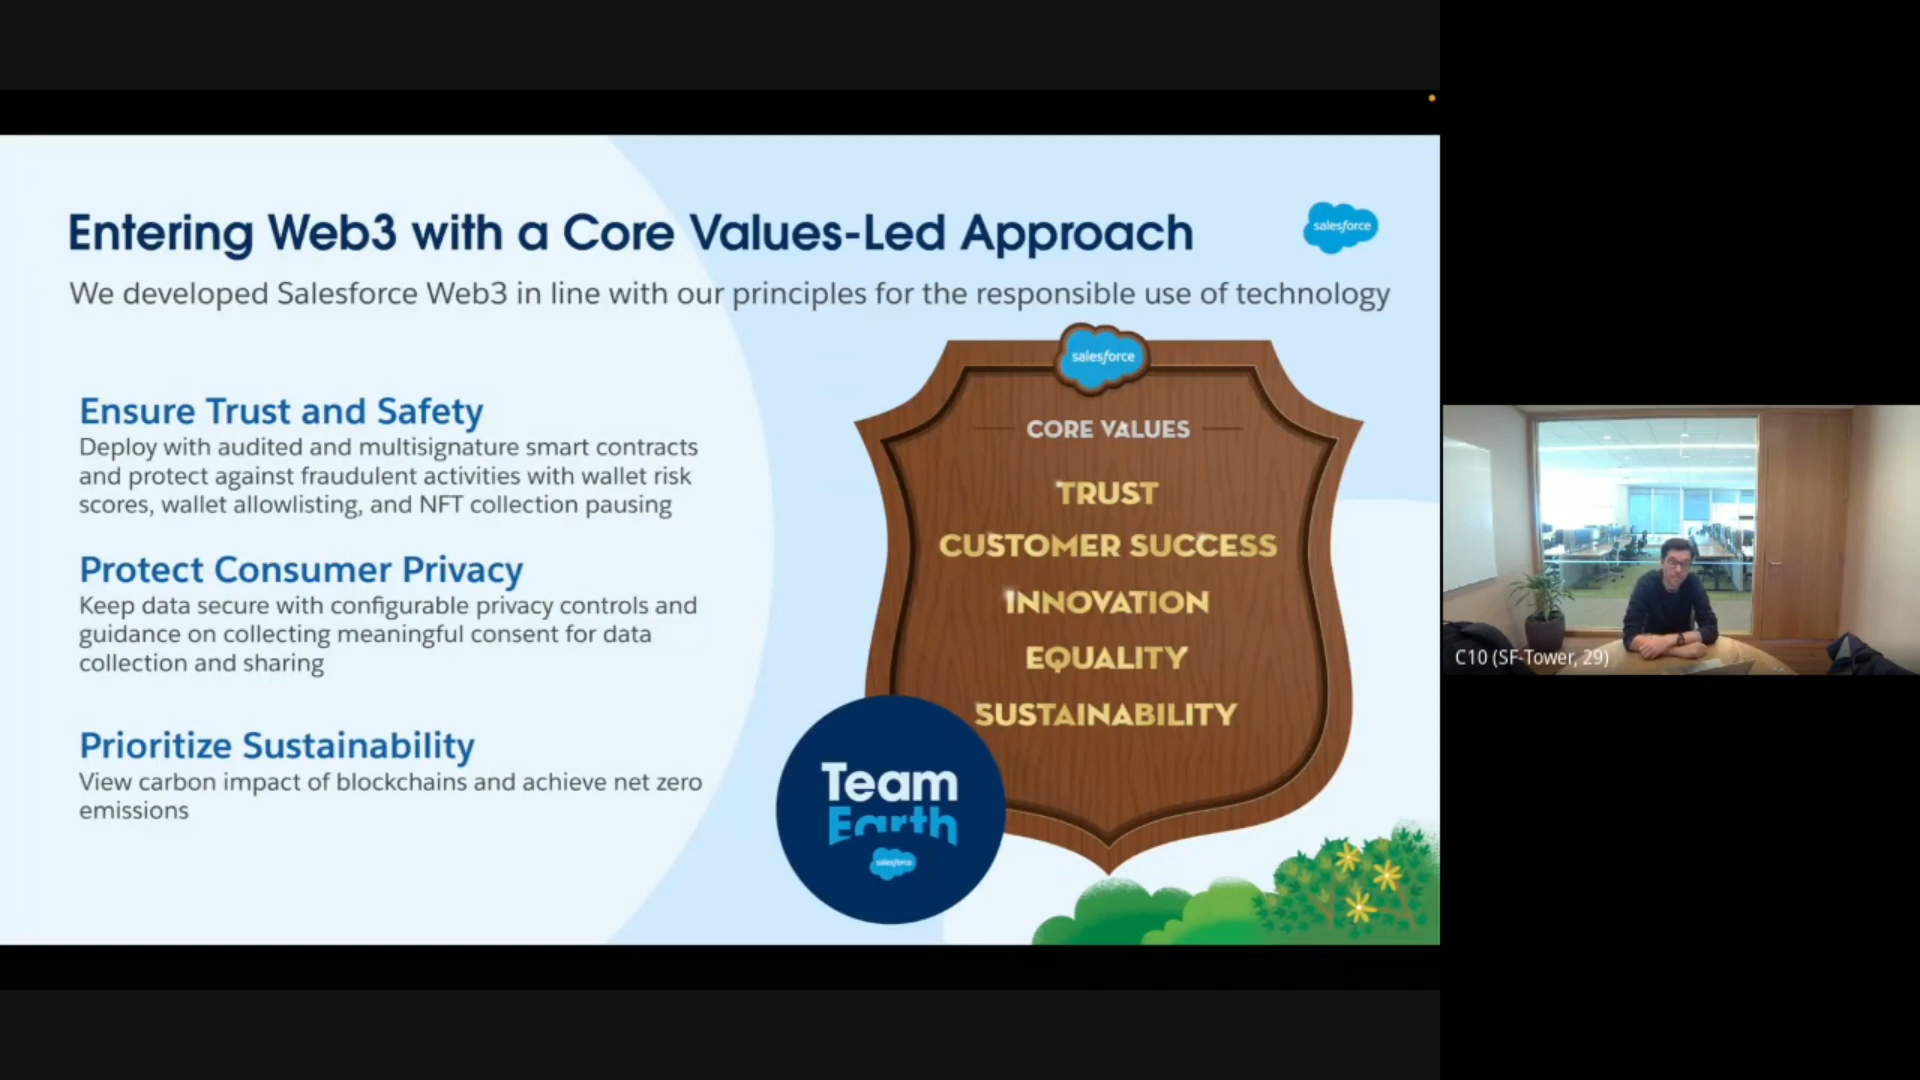 Entering Web3 with a Core Values-Led Approach
salesforce
We developed Salesforce Web3 in line with our principles for the responsible use of technology
Ensure Trust and Safety
Deploy with audited and multisignature smart contracts
and protect against fraudulent activities with wallet risk
scores, wallet allowlisting, and NFT collection pausing
Protect Consumer Privacy
Keep data secure with configurable privacy controls and
guidance on collecting meaningful consent for data
collection and sharing
Prioritize Sustainability
View carbon impact of blockchains and achieve net zero
emissions
salesforce
CORE VALUES
TRUST
CUSTOMER SUCCESS
INNOVATION
EQUALITY
SUSTAINABILITY
Team
Earth
salesforce
C10 (SF-Tower, 29)